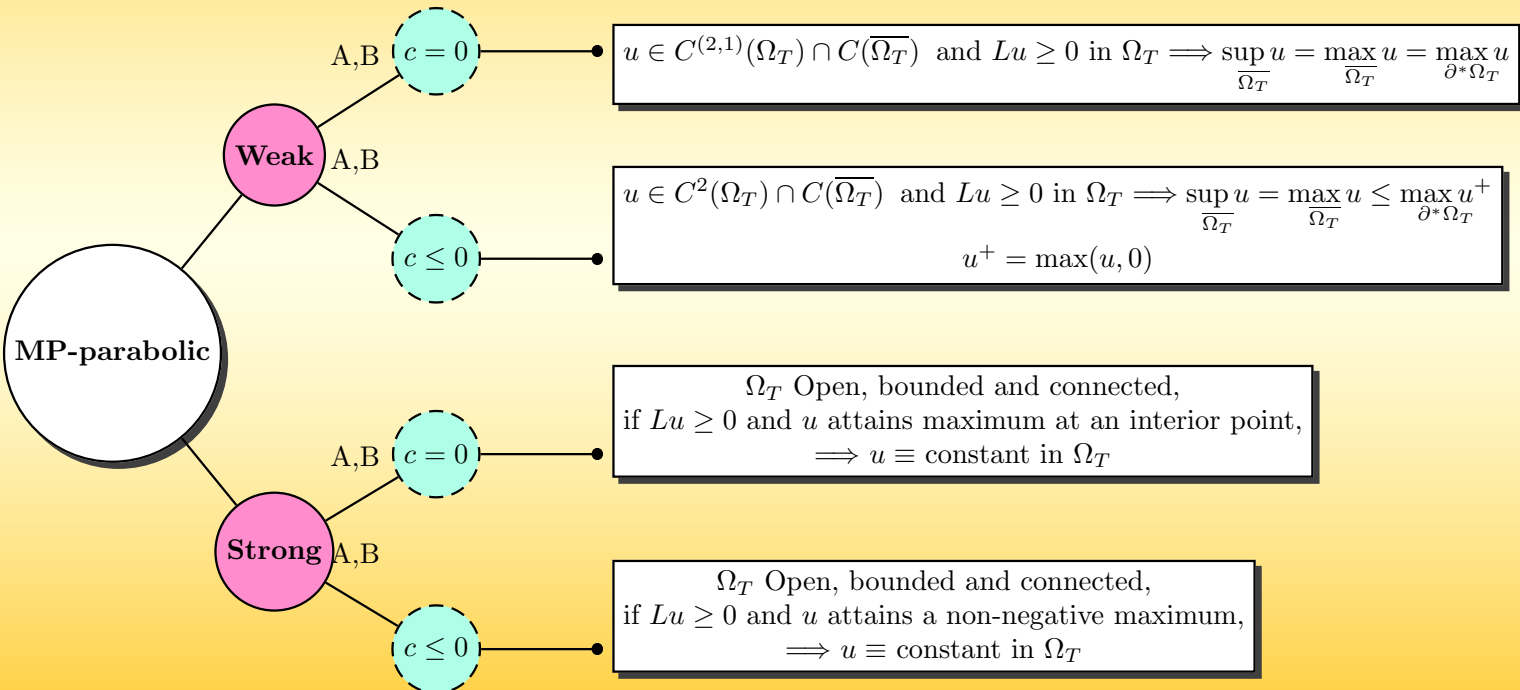 A,B
c = 0
u ∈ C^{(2,1)}(Ω_T) ∩ C(\overline{Ω_T}) and Lu ≥ 0 in Ω_T ⟹ \sup_{\overline{Ω_T}} u = \max_{\overline{Ω_T}} u = \max_{∂*Ω_T} u
Weak
A,B
u ∈ C^2(Ω_T) ∩ C(\overline{Ω_T}) and Lu ≥ 0 in Ω_T ⟹ \sup_{\overline{Ω_T}} u = \max_{\overline{Ω_T}} u ≤ \max_{∂*Ω_T} u^+
c ≤ 0
u^+ = max(u, 0)
MP-parabolic
A,B
c = 0
Ω_T Open, bounded and connected,
if Lu ≥ 0 and u attains maximum at an interior point,
⟹ u ≡ constant in Ω_T
Strong
A,B
c ≤ 0
Ω_T Open, bounded and connected,
if Lu ≥ 0 and u attains a non-negative maximum,
⟹ u ≡ constant in Ω_T